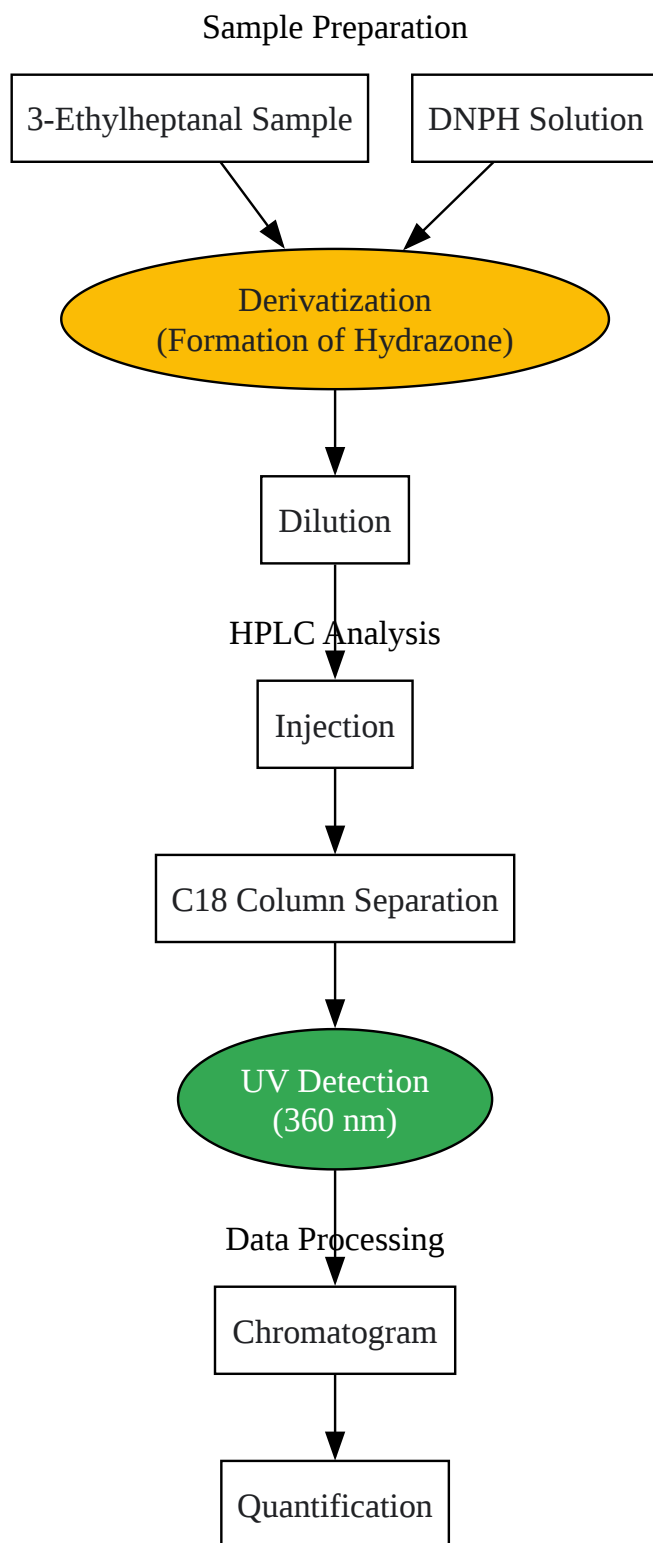 Sample Preparation
3-Ethylheptanal Sample
DNPH Solution
Derivatization
(Formation of Hydrazone)
Dilution
HPLC Analysis
Injection
C18 Column Separation
UV Detection
(360 nm)
Data Processing
Chromatogram
Quantification